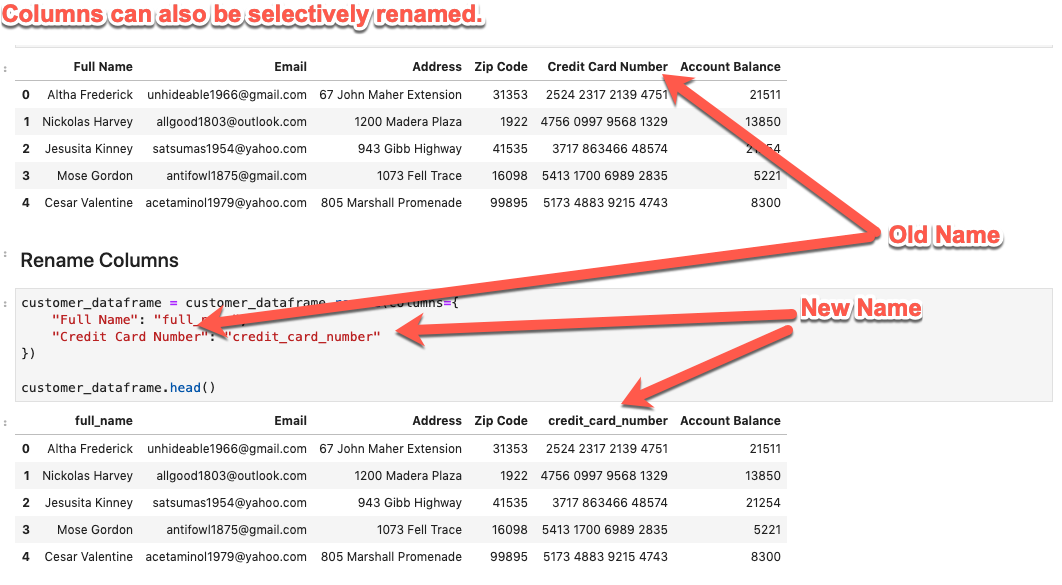 Columns can also be selectively renamed.
Full Name Email Address Zip Code Credit Card Number Account Balance
0 Altha Frederick unhideable1966@gmail.com 67 John Maher Extension 31353 2524 2317 2139 4751 21511
1 Nickolas Harvey allgood1803@outlook.com 1200 Madera Plaza 1922 4756 0997 9568 1329 13850
2 Jesusita Kinney satsumas1954@yahoo.com 943 Gibb Highway 41535 3717 863466 48574 21254
3 Mose Gordon antifowl1875@gmail.com 1073 Fell Trace 16098 5413 1700 6989 2835 5221
4 Cesar Valentine acetaminol1979@yahoo.com 805 Marshall Promenade 99895 5173 4883 9215 4743 8300
Old Name
Rename Columns
customer_dataframe = customer_dataframe. (columns={
"Full Name": "full_
"Credit Card Number": "credit_card_number"
New Name
})
customer_dataframe.head()
full_name Email Address Zip Code credit_card_number Account Balance
0 Altha Frederick unhideable1966@gmail.com 67 John Maher Extension 31353 2524 2317 2139 4751 21511
1 Nickolas Harvey allgood1803@outlook.com 1200 Madera Plaza 1922 4756 0997 9568 1329 13850
2 Jesusita Kinney satsumas1954@yahoo.com 943 Gibb Highway 41535 3717 863466 48574 21254
3 Mose Gordon antifowl1875@gmail.com 1073 Fell Trace 16098 5413 1700 6989 2835 5221
4 Cesar Valentine acetaminol1979@yahoo.com 805 Marshall Promenade 99895 5173 4883 9215 4743 8300